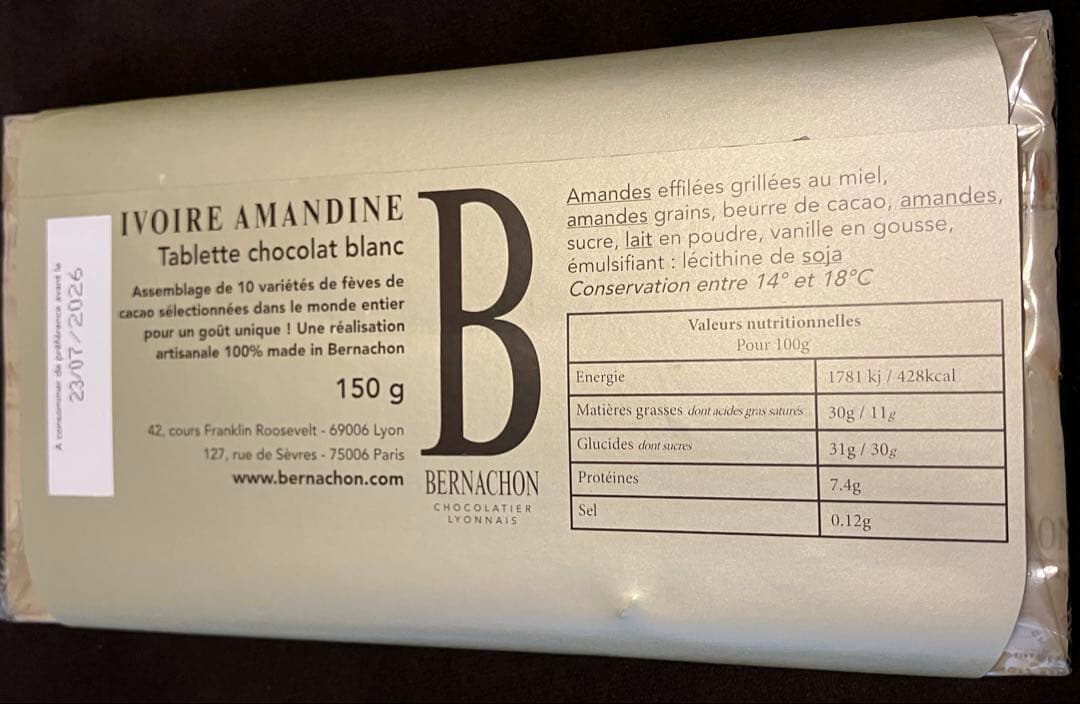 A consommer de préférence avant le
23/07/2026
IVOIRE AMANDINE
Tablette chocolat blanc
Assemblage de 10 variétés de fèves de
cacao sélectionnées dans le monde entier
pour un goût unique ! Une réalisation
artisanale 100% made in Bernachon
150 g
42, cours Franklin Roosevelt - 69006 Lyon
127, rue de Sèvres - 75006 Paris
www.bernachon.com
B
BERNACHON
CHOCOLATIER
LYONNAIS
Amandes effilées grillées au miel,
amandes grains, beurre de cacao, amandes,
sucre, lait en poudre, vanille en gousse,
émulsifiant : lécithine de soja
Conservation entre 14° et 18°C
Valeurs nutritionnelles
Pour 100g
Energie 1781 kj / 428kcal
Matières grasses dont acides gras saturés 30g / 11g
Glucides dont sucres 31g / 30g
Protéines 7.4g
Sel 0.12g